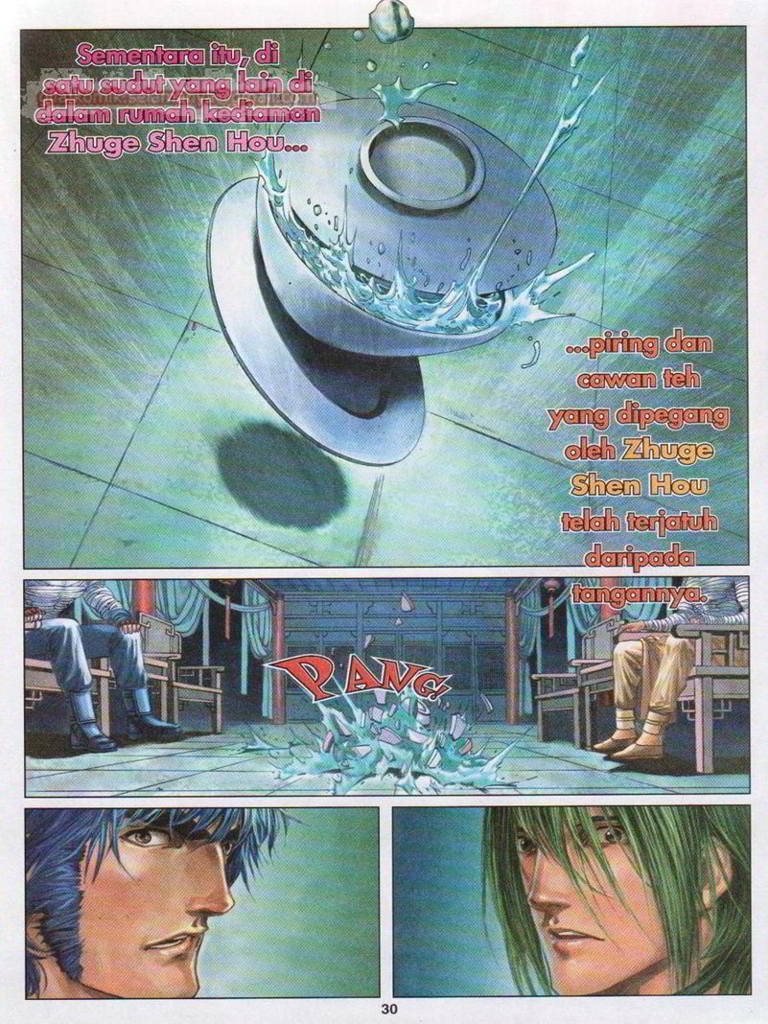 Sementara itu, di
satu sudut yang lain di
dalam rumah kediaman
Zhuge Shen Hou...
...piring dan
cawan teh
yang dipegang
oleh Zhuge
Shen Hou
telah terjatuh
daripada
tangannya.
PANG
30